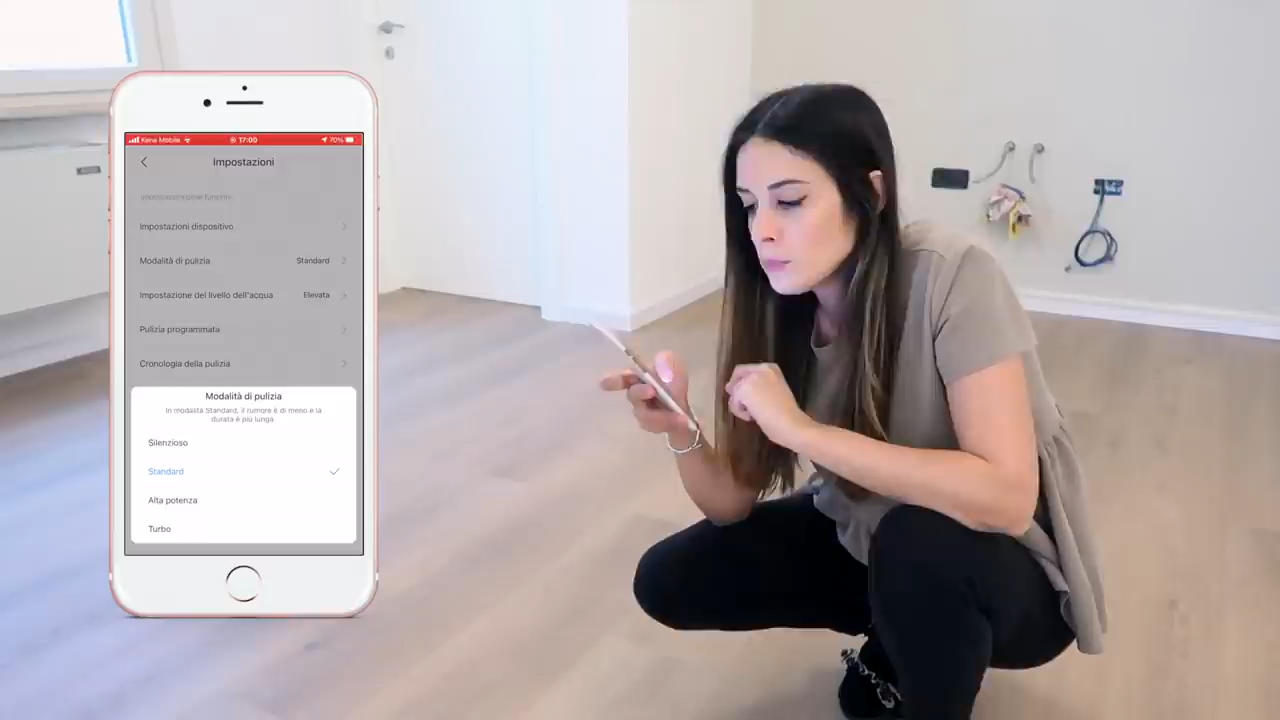 Kena Mobile 17:00 70%
Impostazioni
Impostazioni dispositivo
Modalità di pulizia Standard
Impostazione del livello dell'acqua Elevata
Pulizia programmata
Cronologia della pulizia
Modalità di pulizia
In modalità Standard, il rumore è di meno e la
durata è più lunga
Silenzioso
Standard
Alta potenza
Turbo